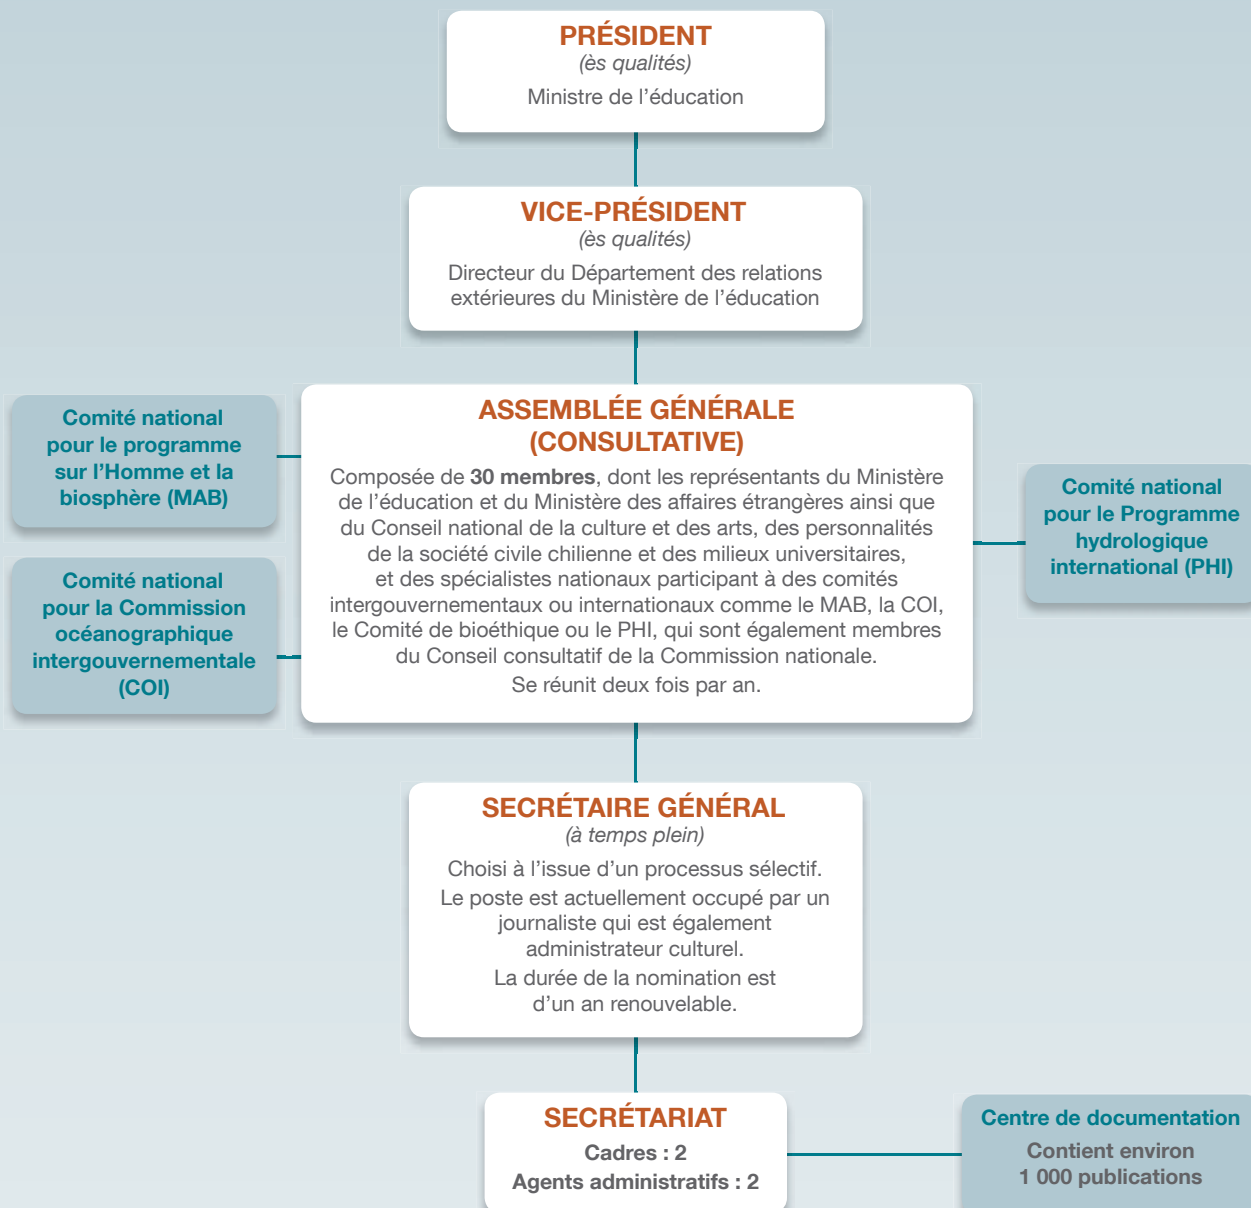 PRÉSIDENT
(ès qualités)
Ministre de l’éducation
VICE-PRÉSIDENT
(ès qualités)
Directeur du Département des relations
extérieures du Ministère de l’éducation
Comité national
pour le programme
sur l’Homme et la
biosphère (MAB)
Comité national
pour la Commission
océanographique
intergouvernementale
(COI)
ASSEMBLÉE GÉNÉRALE
(CONSULTATIVE)
Composée de 30 membres, dont les représentants du Ministère
de l’éducation et du Ministère des affaires étrangères ainsi que
du Conseil national de la culture et des arts, des personnalités
de la société civile chilienne et des milieux universitaires,
et des spécialistes nationaux participant à des comités
intergouvernementaux ou internationaux comme le MAB, la COI,
le Comité de bioéthique ou le PHI, qui sont également membres
du Conseil consultatif de la Commission nationale.
Se réunit deux fois par an.
Comité national
pour le Programme
hydrologique
international (PHI)
SECRÉTAIRE GÉNÉRAL
(à temps plein)
Choisi à l’issue d’un processus sélectif.
Le poste est actuellement occupé par un
journaliste qui est également
administrateur culturel.
La durée de la nomination est
d’un an renouvelable.
SECRÉTARIAT
Cadres : 2
Agents administratifs : 2
Centre de documentation
Contient environ
1 000 publications